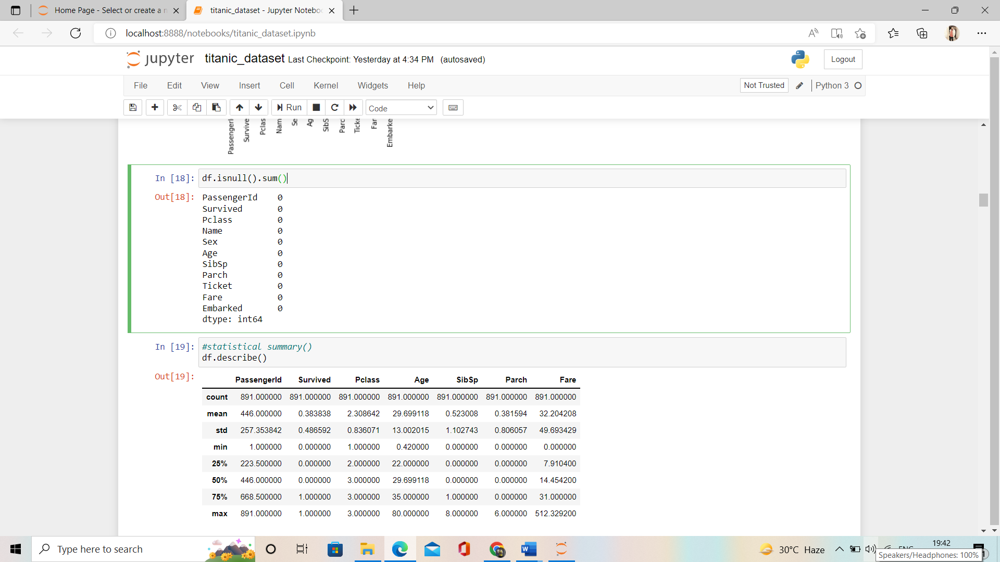 Home Page - Select or create a n
titanic_dataset - Jupyter Notebo
localhost:8888/notebooks/titanic_dataset.ipynb
jupyter titanic_dataset Last Checkpoint: Yesterday at 4:34 PM (autosaved)
Logout
File Edit View Insert Cell Kernel Widgets Help
Not Trusted Python 3
Run Code
Passengerl Survive Pclas Nam Se Ag SibS Parc Ticke Far Embarke
In [18]: df.isnull().sum()
Out[18]: PassengerId 0
Survived 0
Pclass 0
Name 0
Sex 0
Age 0
SibSp 0
Parch 0
Ticket 0
Fare 0
Embarked 0
dtype: int64
In [19]: #statistical summary()
df.describe()
Out[19]:
PassengerId Survived Pclass Age SibSp Parch Fare
count 891.000000 891.000000 891.000000 891.000000 891.000000 891.000000 891.000000
mean 446.000000 0.383838 2.308642 29.699118 0.523008 0.381594 32.204208
std 257.353842 0.486592 0.836071 13.002015 1.102743 0.806057 49.693429
min 1.000000 0.000000 1.000000 0.420000 0.000000 0.000000 0.000000
25% 223.500000 0.000000 2.000000 22.000000 0.000000 0.000000 7.910400
50% 446.000000 0.000000 3.000000 29.699118 0.000000 0.000000 14.454200
75% 668.500000 1.000000 3.000000 35.000000 1.000000 0.000000 31.000000
max 891.000000 1.000000 3.000000 80.000000 8.000000 6.000000 512.329200
Type here to search
30°C Haze
19:42
Speakers/Headphones: 100%